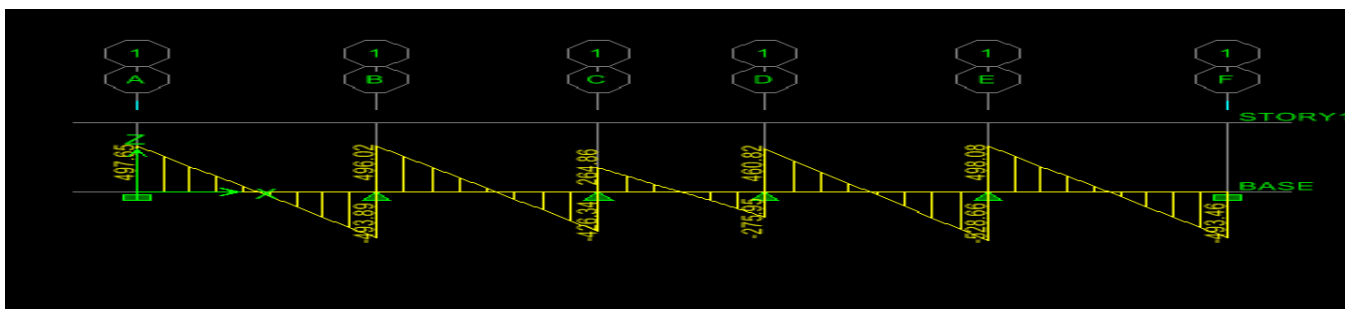 1 1 1 1 1 1
A B C D E F
STORY1
Z
497.65 496.02 264.86 460.82 498.08
X
BASE
-493.89 -426.34 -275.95 -528.66 -493.46